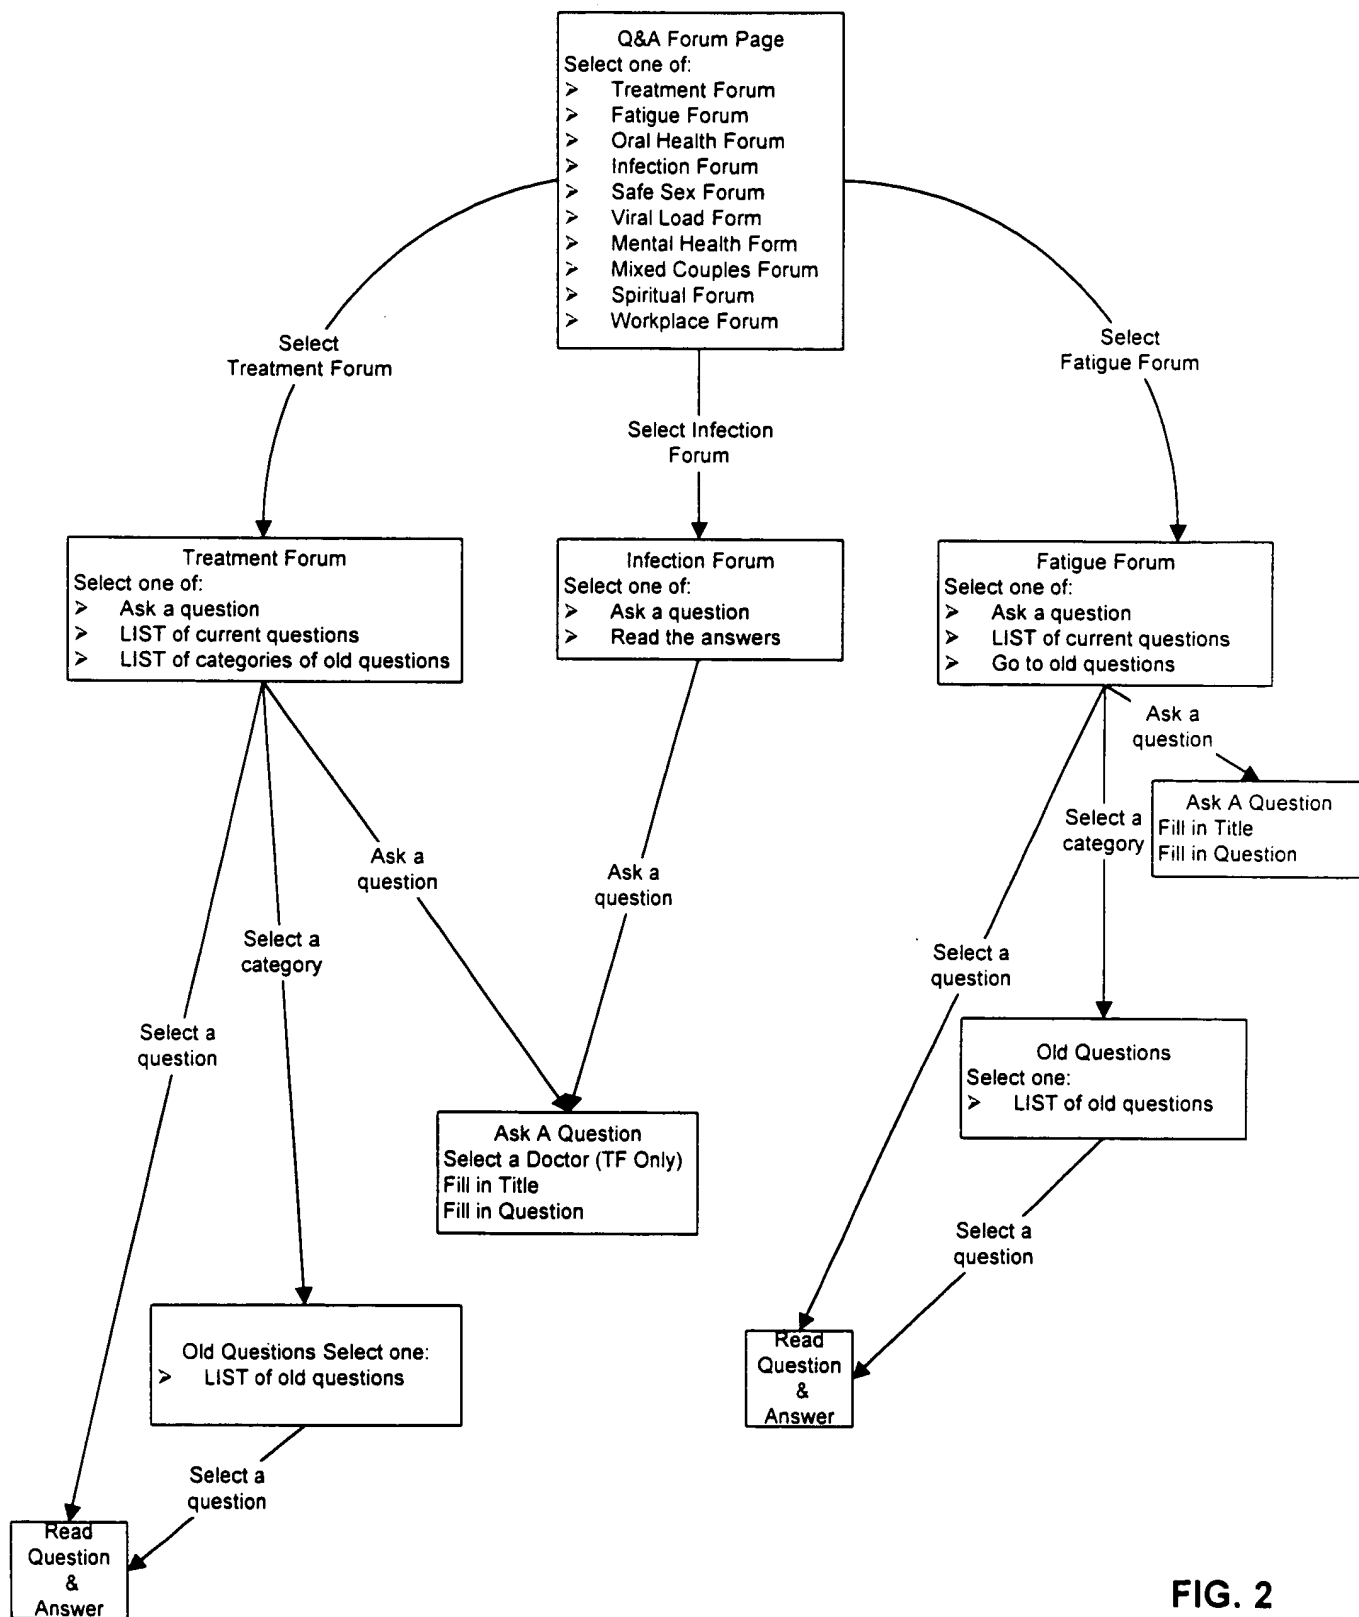 Q&A Forum Page
Select one of:
➢ Treatment Forum
➢ Fatigue Forum
➢ Oral Health Forum
➢ Infection Forum
➢ Safe Sex Forum
➢ Viral Load Form
➢ Mental Health Form
➢ Mixed Couples Forum
➢ Spiritual Forum
➢ Workplace Forum
Select
Treatment Forum
Select Infection
Forum
Select
Fatigue Forum
Treatment Forum
Select one of:
➢ Ask a question
➢ LIST of current questions
➢ LIST of categories of old questions
Infection Forum
Select one of:
➢ Ask a question
➢ Read the answers
Fatigue Forum
Select one of:
➢ Ask a question
➢ LIST of current questions
➢ Go to old questions
Ask a
question
Ask A Question
Fill in Title
Fill in Question
Select a
category
Ask a
question
Ask a
question
Select a
category
Select a
question
Select a
question
Old Questions
Select one:
➢ LIST of old questions
Ask A Question
Select a Doctor (TF Only)
Fill in Title
Fill in Question
Select a
question
Old Questions Select one:
➢ LIST of old questions
Read
Question
&
Answer
Select a
question
Read
Question
&
Answer
FIG. 2